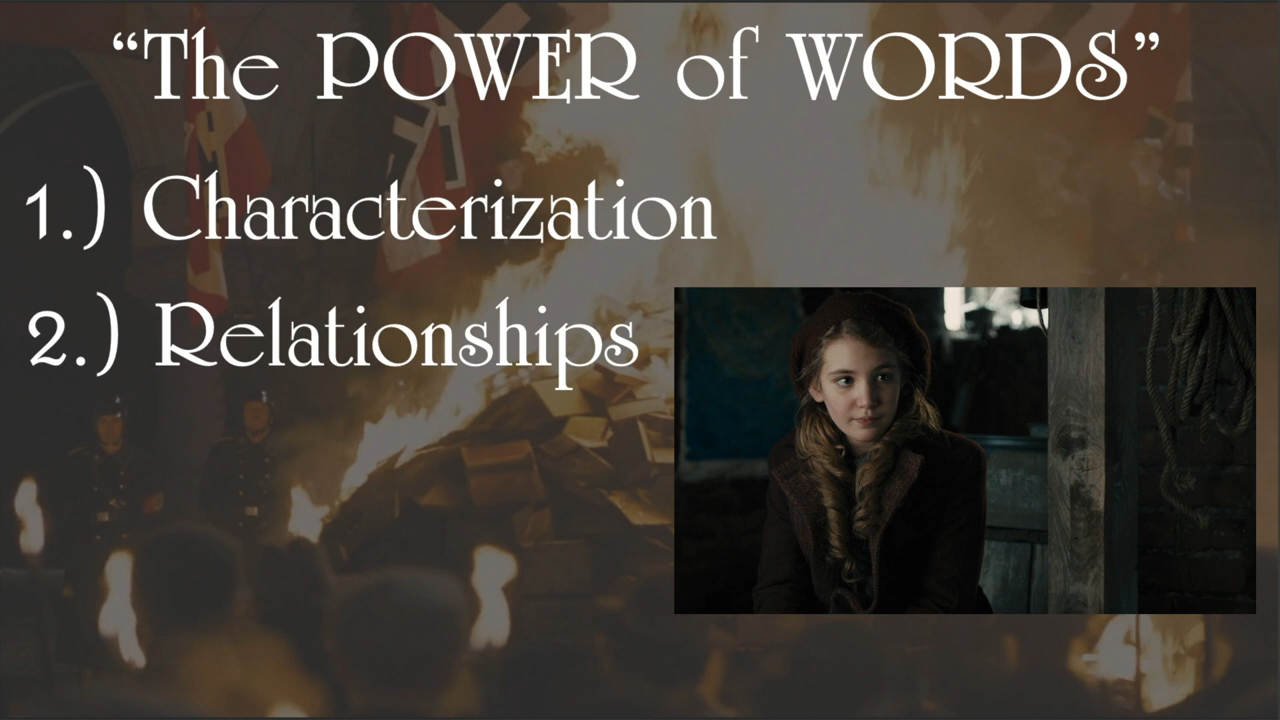 “The POWER of WORDS”
1.) Characterization
2.) Relationships